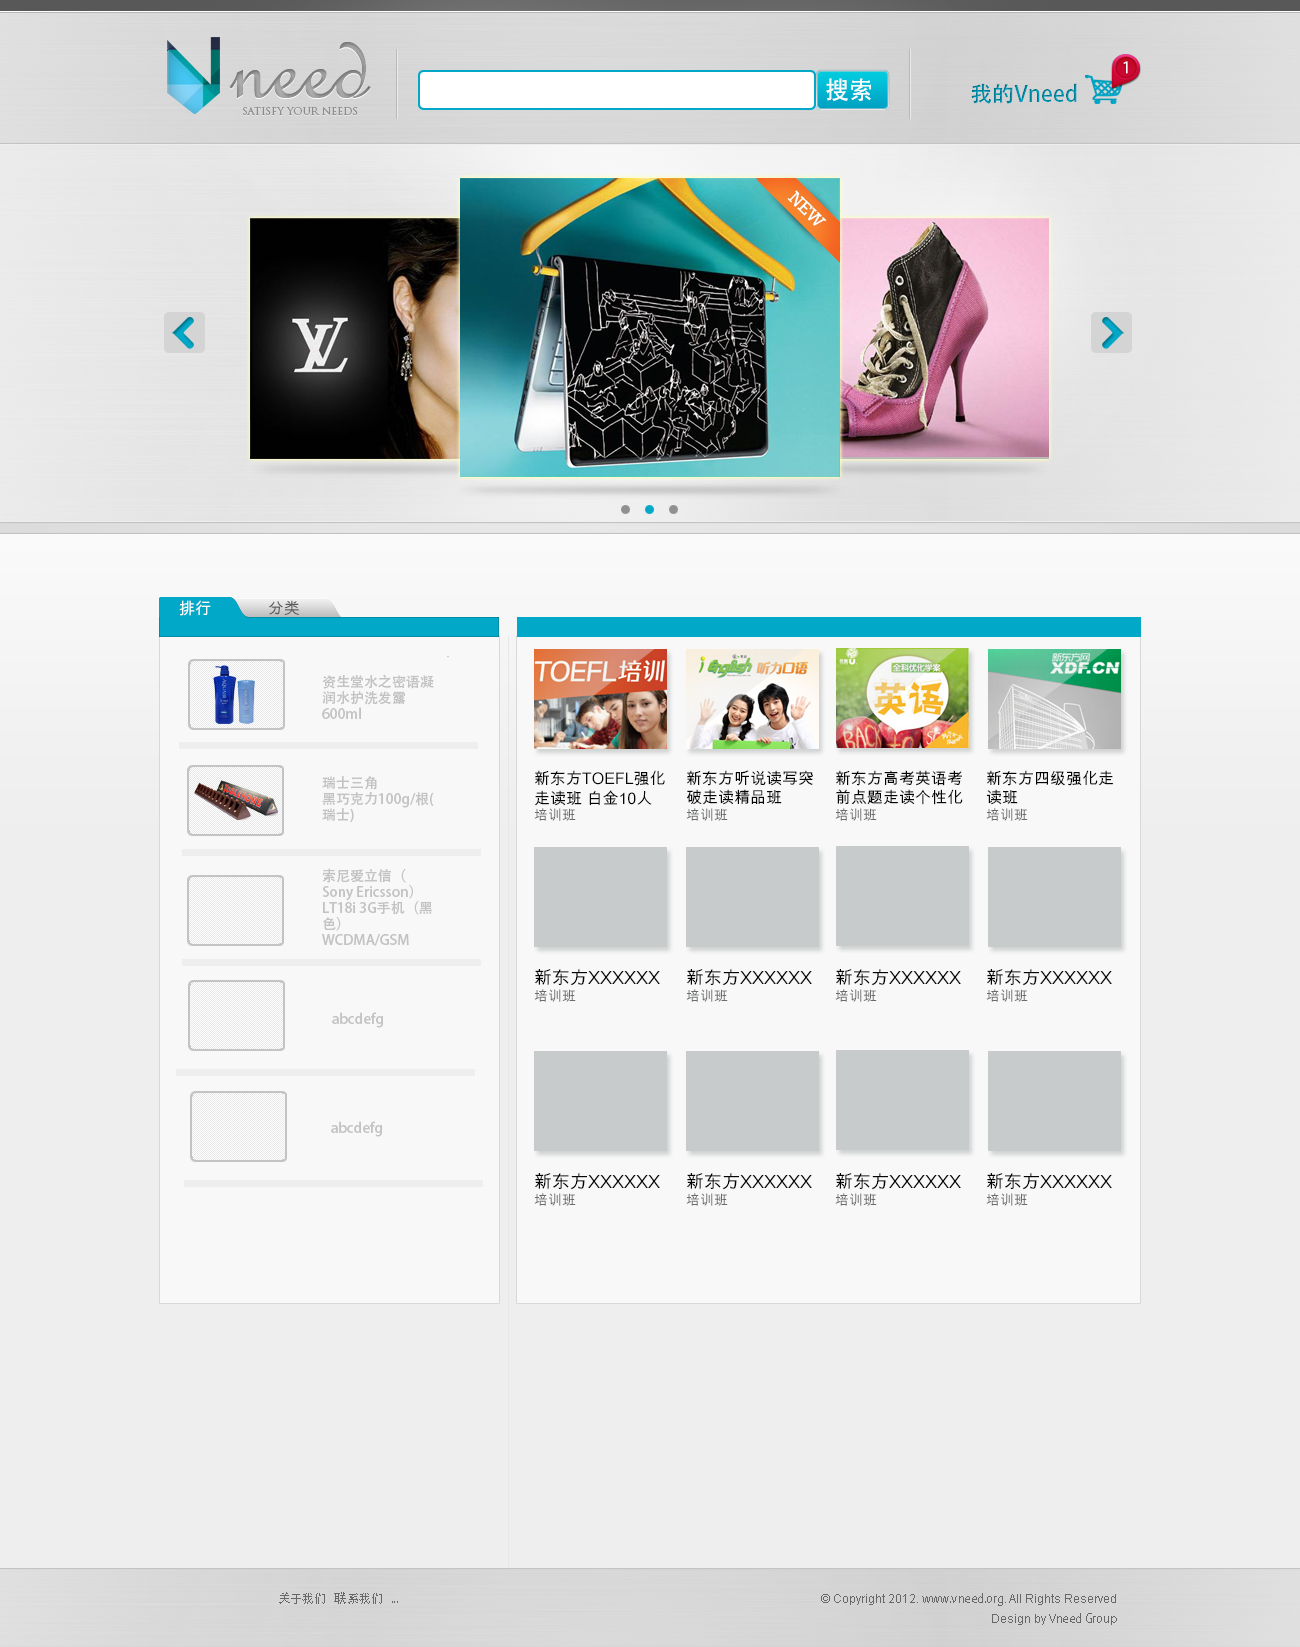 Vneed
SATISFY YOUR NEEDS
搜索
我的Vneed
1
NEW
LV
排行
分类
资生堂水之密语凝
润水护洗发露
600ml
瑞士三角
黑巧克力100g/根(
瑞士)
索尼爱立信（
Sony Ericsson）
LT18i 3G手机（黑
色）
WCDMA/GSM
abcdefg
abcdefg
TOEFL培训
i English 听力口语
全科优化学案
英语
新东方网
XDF.CN
新东方TOEFL强化
走读班 白金10人
培训班
新东方听说读写突
破走读精品班
培训班
新东方高考英语考
前点题走读个性化
培训班
新东方四级强化走
读班
培训班
新东方XXXXXX
培训班
新东方XXXXXX
培训班
新东方XXXXXX
培训班
新东方XXXXXX
培训班
新东方XXXXXX
培训班
新东方XXXXXX
培训班
新东方XXXXXX
培训班
新东方XXXXXX
培训班
关于我们 联系我们 ...
© Copyright 2012. www.vneed.org. All Rights Reserved
Design by Vneed Group